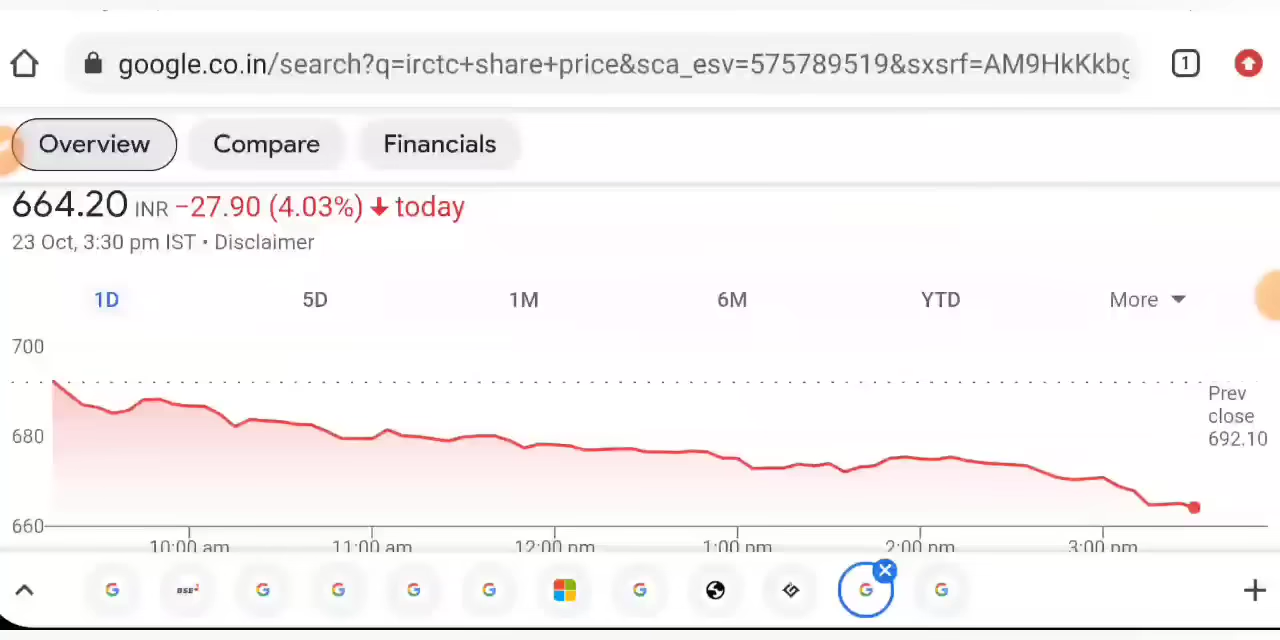 google.co.in/search?q=irctc+share+price&sca_esv=575789519&sxsrf=AM9HkKkbg
1
Overview Compare Financials
664.20 INR −27.90 (4.03%) ↓ today
23 Oct, 3:30 pm IST • Disclaimer
1D 5D 1M 6M YTD More
700
Prev
close
692.10
680
660
10:00 am 11:00 am 12:00 pm 1:00 pm 2:00 pm 3:00 pm
G BSE G G G G G G G